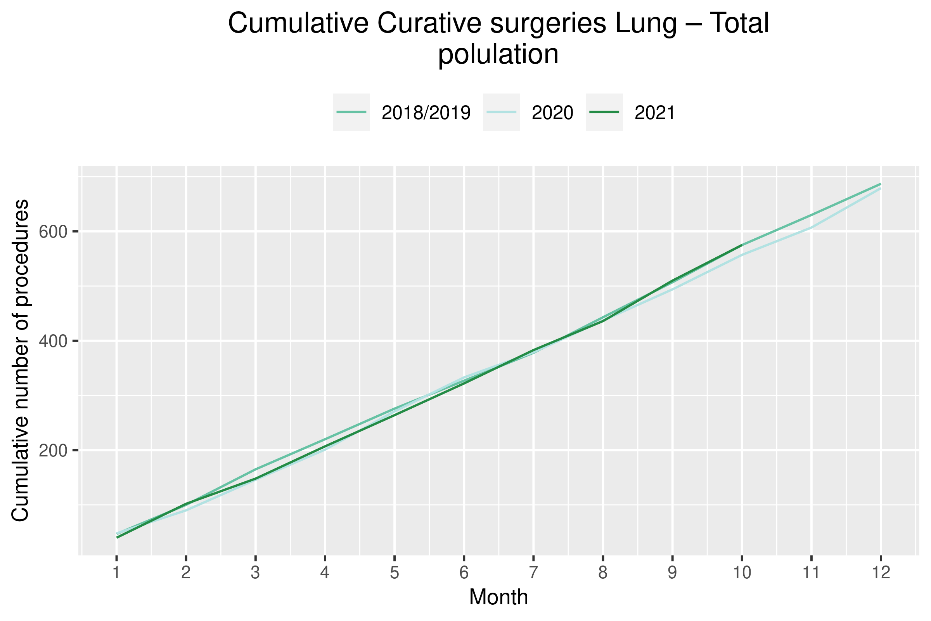 Cumulative Curative surgeries Lung – Total
polulation
2018/2019 2020 2021
Cumulative number of procedures
600
400
200
1 2 3 4 5 6 7 8 9 10 11 12
Month